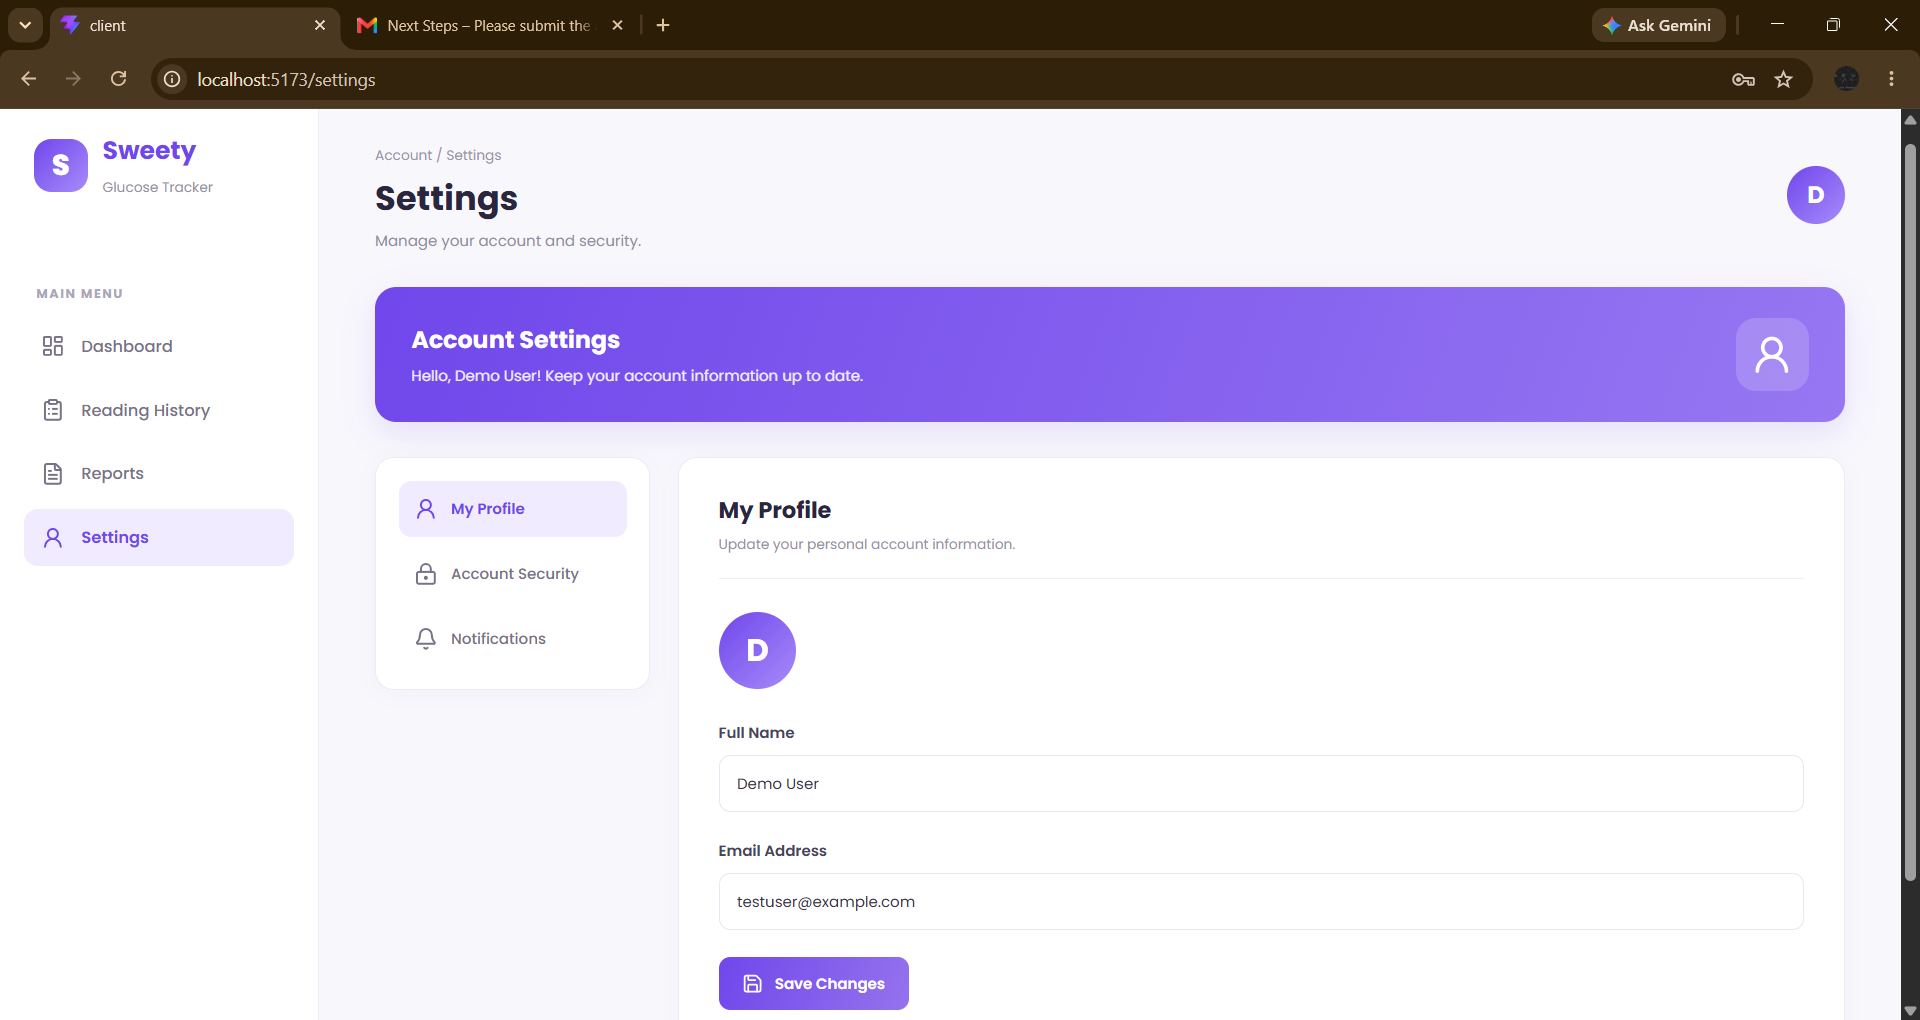 client
Next Steps – Please submit the
Ask Gemini
localhost:5173/settings
S
Sweety
Glucose Tracker
MAIN MENU
Dashboard
Reading History
Reports
Settings
Account / Settings
Settings
Manage your account and security.
D
Account Settings
Hello, Demo User! Keep your account information up to date.
My Profile
Account Security
Notifications
My Profile
Update your personal account information.
D
Full Name
Demo User
Email Address
testuser@example.com
Save Changes